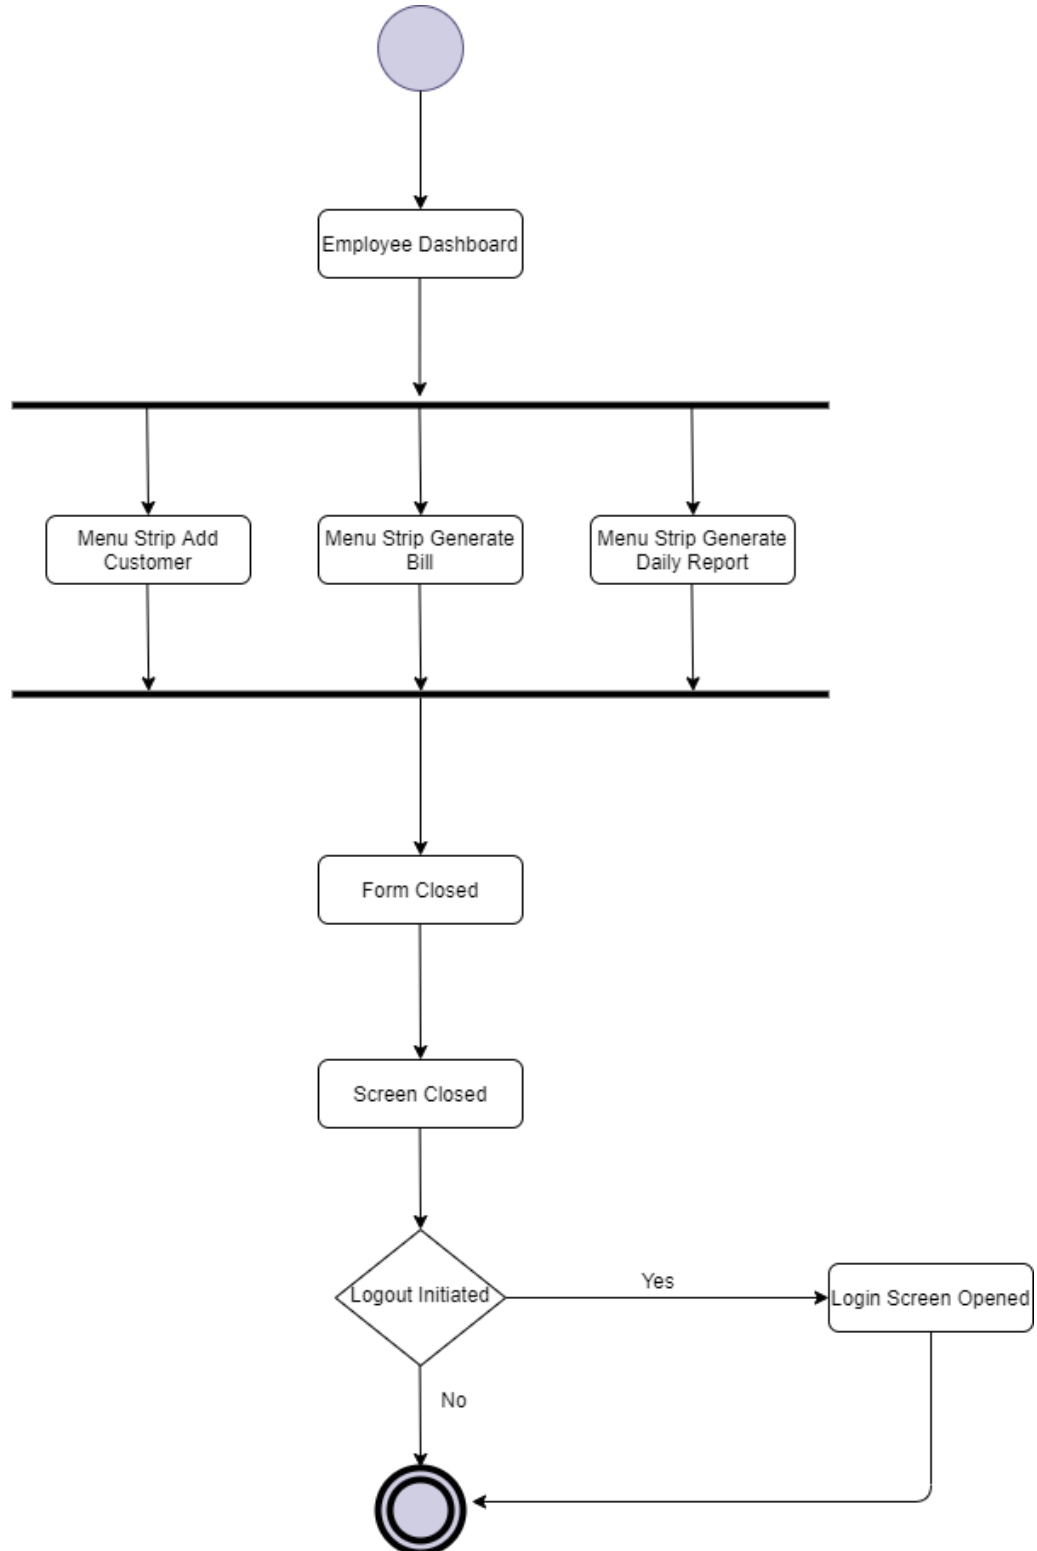 Employee Dashboard
Menu Strip Add
Customer
Menu Strip Generate
Bill
Menu Strip Generate
Daily Report
Form Closed
Screen Closed
Logout Initiated
Yes
Login Screen Opened
No